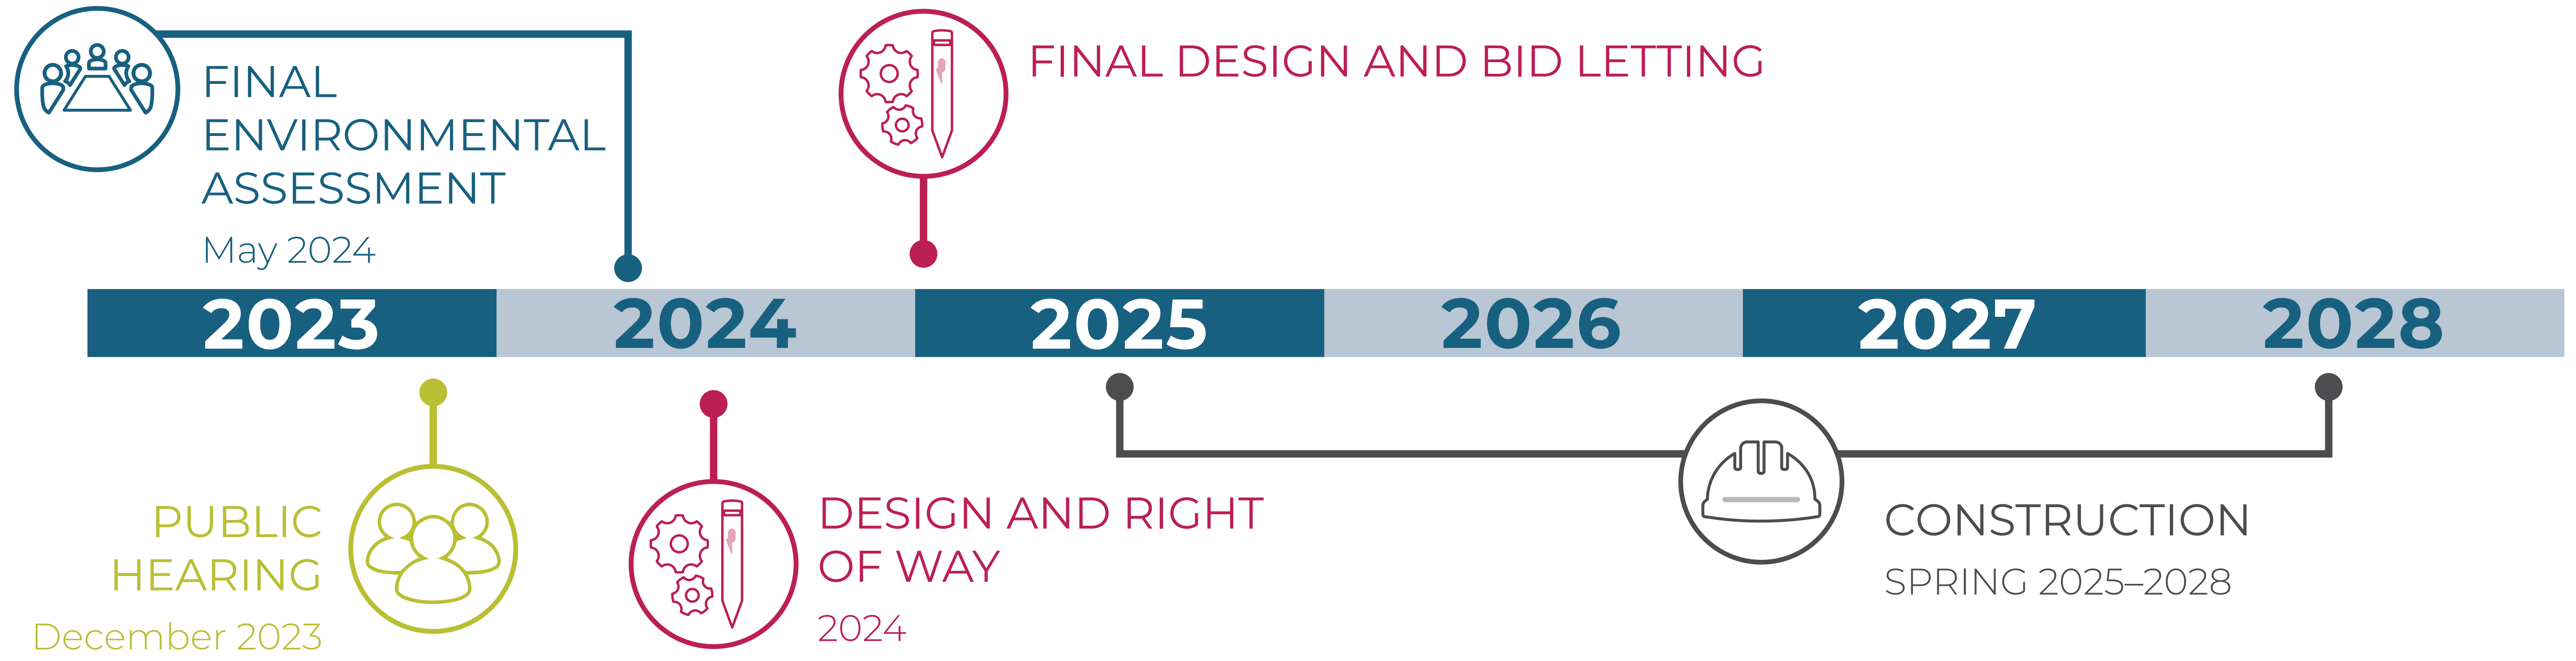 FINAL
ENVIRONMENTAL
ASSESSMENT
May 2024
FINAL DESIGN AND BID LETTING
2023
2024
2025
2026
2027
2028
PUBLIC
HEARING
December 2023
DESIGN AND RIGHT
OF WAY
2024
CONSTRUCTION
SPRING 2025–2028